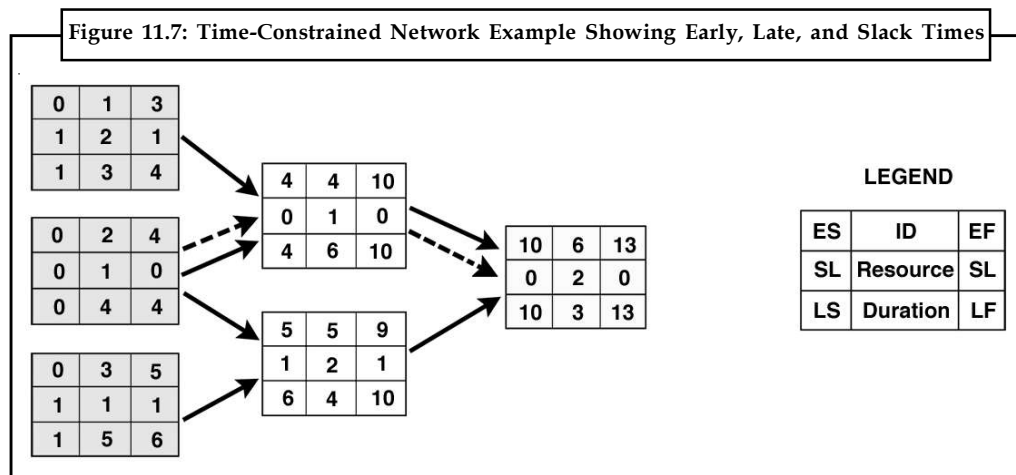 Figure 11.7: Time-Constrained Network Example Showing Early, Late, and Slack Times
0 1 3
1 2 1
1 3 4
0 2 4
0 1 0
0 4 4
0 3 5
1 1 1
1 5 6
4 4 10
0 1 0
4 6 10
5 5 9
1 2 1
6 4 10
10 6 13
0 2 0
10 3 13
LEGEND
ES ID EF
SL Resource SL
LS Duration LF